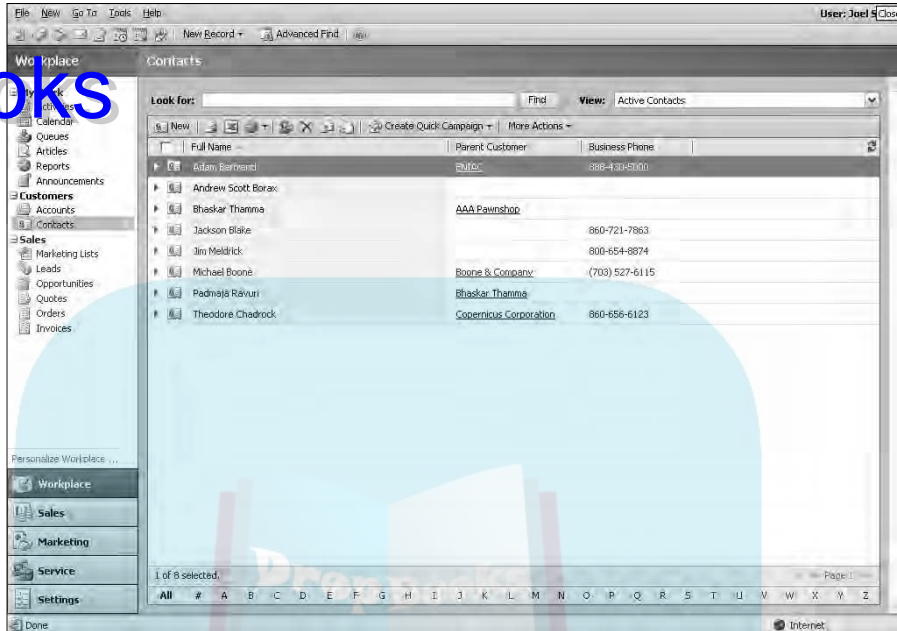 File New Go To Tools Help
User: Joel S
Close
New Record
Advanced Find
Workplace
Contacts
oks
My Work
Activities
Calendar
Queues
Articles
Reports
Announcements
Customers
Accounts
Contacts
Sales
Marketing Lists
Leads
Opportunities
Quotes
Orders
Invoices
Personalize Workplace ...
Workplace
Sales
Marketing
Service
Settings
Look for:
Find
View: Active Contacts
New
Create Quick Campaign
More Actions
Full Name Parent Customer Business Phone
Adam 888-430-5000
Andrew Scott Borax
Bhaskar Thamma AAA Pawnshop
Jackson Blake 860-721-7863
Jim Meldrick 800-654-8874
Michael Boone Boone & Company (703) 527-6115
Padmaja Ravuri Bhaskar Thamma
Theodore Chadrock Copernicus Corporation 860-656-6123
DropBooks
1 of 8 selected.
Page 1
All # A B C D E F G H I J K L M N O P Q R S T U V W X Y Z
Done
Internet